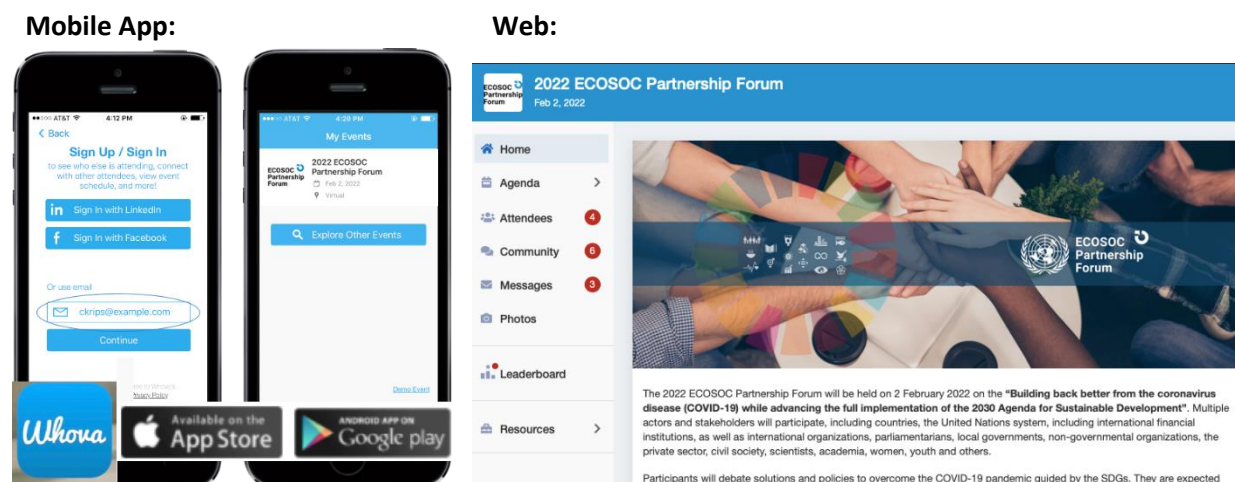 Mobile App:
Web:
AT&T 4:12 PM
Back
Sign Up / Sign In
to see who else is attending, connect
with other attendees, view event
schedule, and more!
in Sign In with LinkedIn
f Sign In with Facebook
Or use email
ckrips@example.com
Continue
Privacy Policy
Whova
Available on the
App Store
ANDROID APP ON
Google play
AT&T 4:20 PM
My Events
ECOSOC
Partnership
Forum
2022 ECOSOC
Partnership Forum
Feb 2, 2022
Virtual
Explore Other Events
Demo Event
ECOSOC
Partnership
Forum
2022 ECOSOC Partnership Forum
Feb 2, 2022
Home
Agenda
Attendees 4
Community 6
Messages 3
Photos
Leaderboard
Resources
ECOSOC
Partnership
Forum
The 2022 ECOSOC Partnership Forum will be held on 2 February 2022 on the “Building back better from the coronavirus
disease (COVID-19) while advancing the full implementation of the 2030 Agenda for Sustainable Development”. Multiple
actors and stakeholders will participate, including countries, the United Nations system, including international financial
institutions, as well as international organizations, parliamentarians, local governments, non-governmental organizations, the
private sector, civil society, scientists, academia, women, youth and others.
Participants will debate solutions and policies to overcome the COVID-19 pandemic guided by the SDGs. They are expected